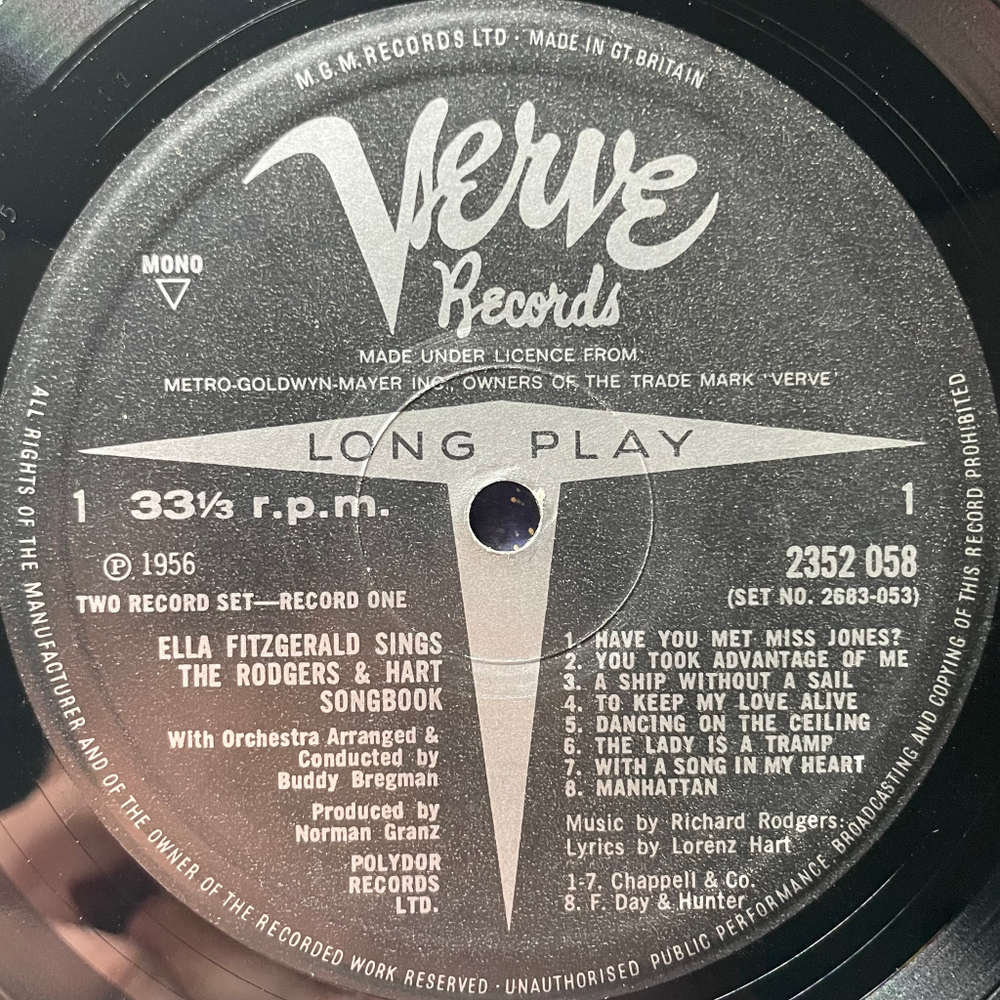 M.G.M. RECORDS LTD · MADE IN GT. BRITAIN
Verve
Records
MONO
MADE UNDER LICENCE FROM
METRO-GOLDWYN-MAYER INC., OWNERS OF THE TRADE MARK 'VERVE'
LONG PLAY
1 33⅓ r.p.m. 1
Ⓟ 1956
2352 058
TWO RECORD SET—RECORD ONE
(SET NO. 2683-053)
ELLA FITZGERALD SINGS
THE RODGERS & HART
SONGBOOK
With Orchestra Arranged &
Conducted by
Buddy Bregman
Produced by
Norman Granz
POLYDOR
RECORDS
LTD.
1. HAVE YOU MET MISS JONES?
2. YOU TOOK ADVANTAGE OF ME
3. A SHIP WITHOUT A SAIL
4. TO KEEP MY LOVE ALIVE
5. DANCING ON THE CEILING
6. THE LADY IS A TRAMP
7. WITH A SONG IN MY HEART
8. MANHATTAN
Music by Richard Rodgers:
Lyrics by Lorenz Hart
1-7. Chappell & Co.
8. F. Day & Hunter
ALL RIGHTS OF THE MANUFACTURER AND OF THE OWNER OF THE RECORDED WORK RESERVED · UNAUTHORISED PUBLIC PERFORMANCE, BROADCASTING AND COPYING OF THIS RECORD PROHIBITED